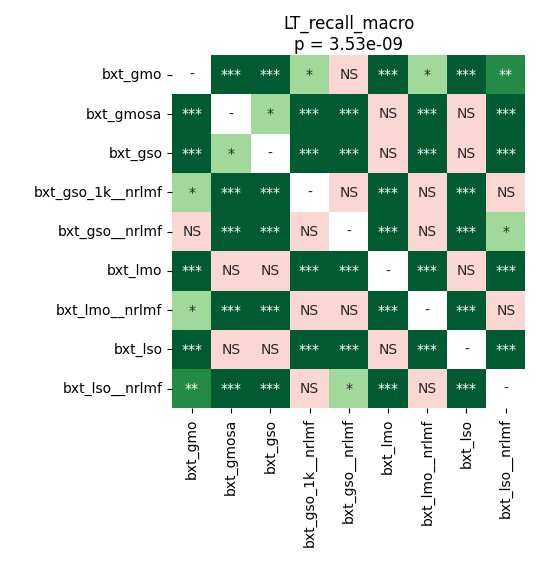 LT_recall_macro
p = 3.53e-09
bxt_gmo - *** *** * NS *** * *** **
bxt_gmosa *** - * *** *** NS *** NS ***
bxt_gso *** * - *** *** NS *** NS ***
bxt_gso_1k__nrlmf * *** *** - NS *** NS *** NS
bxt_gso__nrlmf NS *** *** NS - *** NS *** *
bxt_lmo *** NS NS *** *** - *** NS ***
bxt_lmo__nrlmf * *** *** NS NS *** - *** NS
bxt_lso *** NS NS *** *** NS *** - ***
bxt_lso__nrlmf ** *** *** NS * *** NS *** -
bxt_gmo
bxt_gmosa
bxt_gso
bxt_gso_1k__nrlmf
bxt_gso__nrlmf
bxt_lmo
bxt_lmo__nrlmf
bxt_lso
bxt_lso__nrlmf